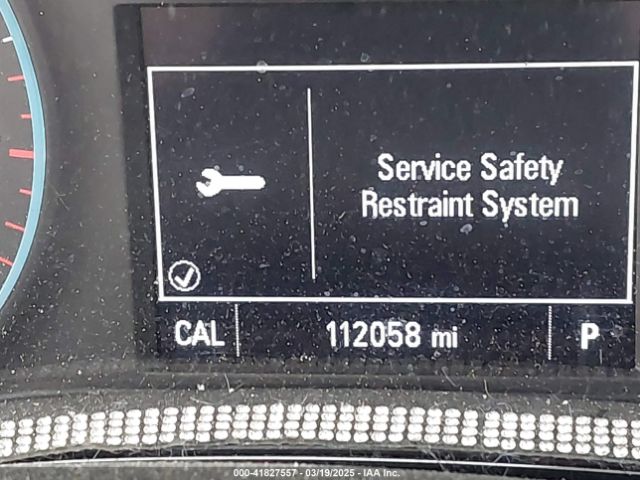 Service Safety
Restraint System
CAL 112058 mi P
000-41827557 - 03/19/2025 - IAA Inc.